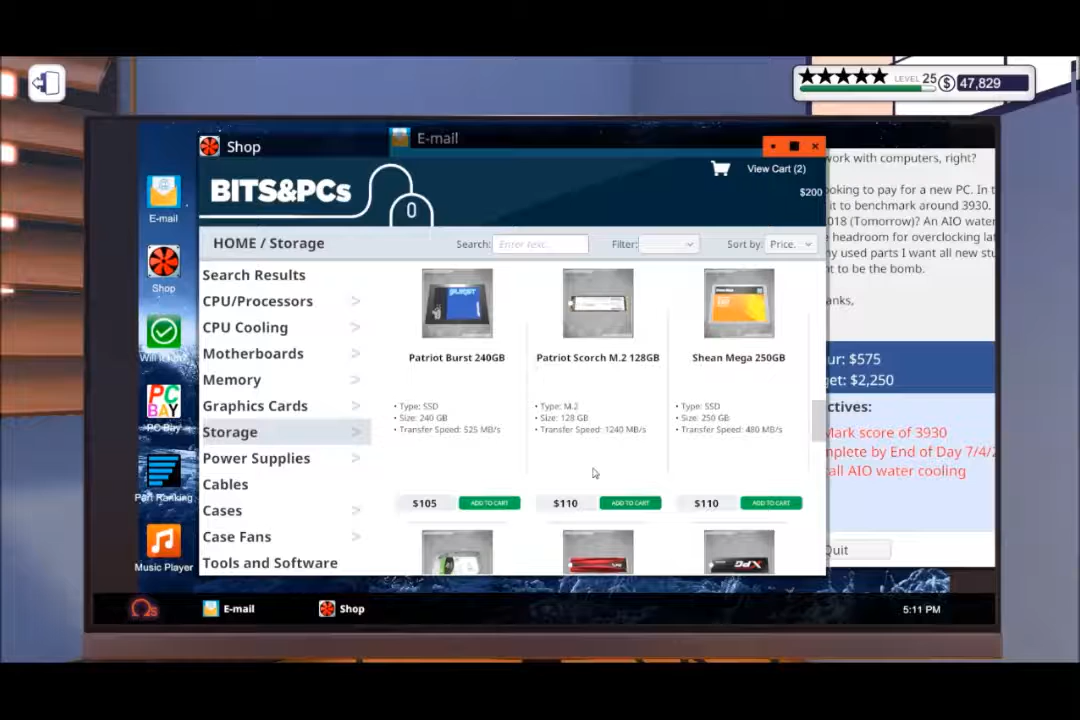 LEVEL 25 $ 47,829
E-mail
Shop
BITS&PCs
View Cart (2)
$200
HOME / Storage
Search: Enter text...
Filter:
Sort by: Price.
E-mail
Shop
PC BAY
Part Ranking
Music Player
Search Results
CPU/Processors >
CPU Cooling >
Motherboards >
Memory >
Graphics Cards >
Storage >
Power Supplies >
Cables
Cases >
Case Fans >
Tools and Software
Patriot Burst 240GB
• Type: SSD
• Size: 240 GB
• Transfer Speed: 525 MB/s
$105 ADD TO CART
Patriot Scorch M.2 128GB
• Type: M.2
• Size: 128 GB
• Transfer Speed: 1240 MB/s
$110 ADD TO CART
Shean Mega 250GB
• Type: SSD
• Size: 250 GB
• Transfer Speed: 480 MB/s
$110 ADD TO CART
XPC
work with computers, right?
ooking to pay for a new PC. In t
it to benchmark around 3930.
018 (Tomorrow)? An AIO water
headroom for overclocking lat
ny used parts I want all new stu
nt to be the bomb.
anks,
ur: $575
get: $2,250
ctives:
Mark score of 3930
mplete by End of Day 7/4/2
all AIO water cooling
Quit
E-mail
Shop
5:11 PM